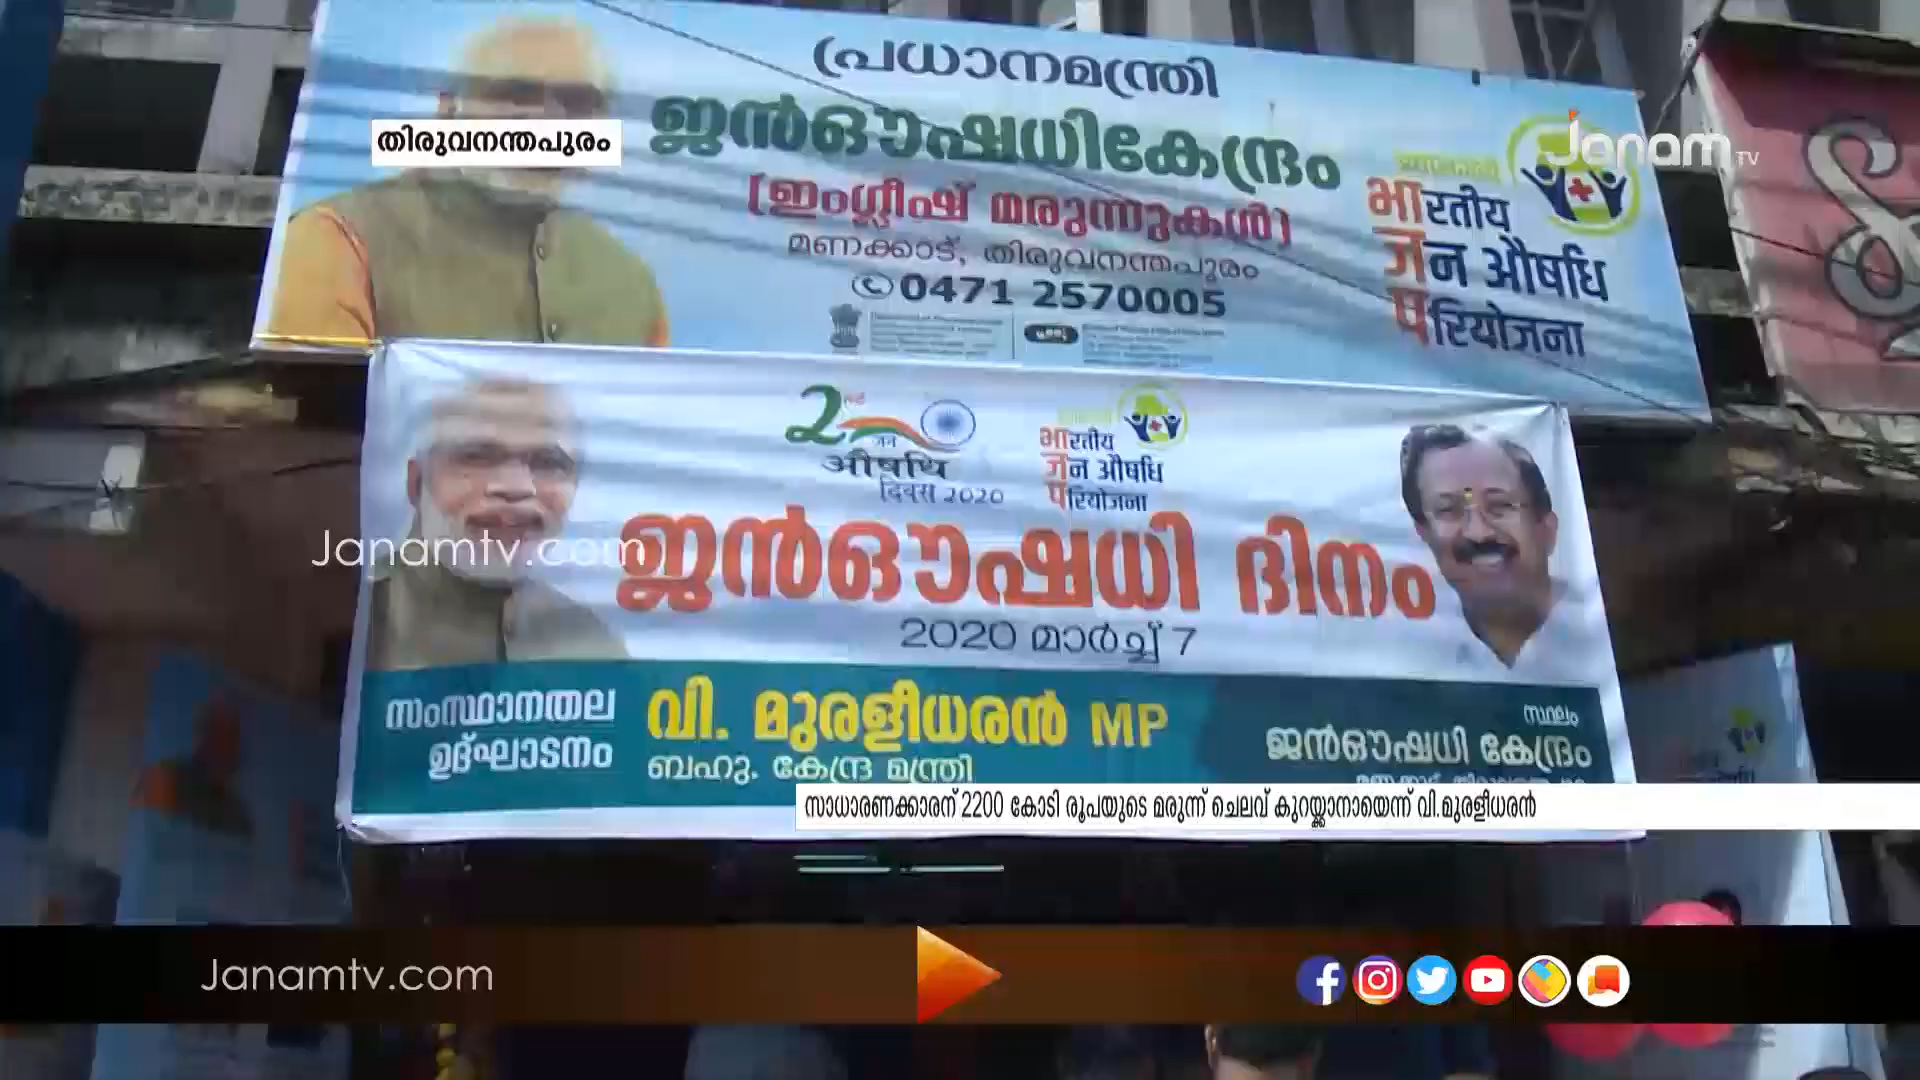 പ്രധാനമന്ത്രി
ജൻഔഷധികേന്ദ്രം
(ഇംഗ്ലീഷ് മരുന്നുകൾ)
മണക്കാട്, തിരുവനന്തപുരം
0471 2570005
भारतीय
जन औषधि
परियोजना
Janam TV
തിരുവനന്തപുരം
2nd
जन
औषधि
दिवस 2020
भारतीय
जन औषधि
परियोजना
ജൻഔഷധി ദിനം
2020 മാർച്ച് 7
Janamtv.com
സംസ്ഥാനതല
ഉദ്ഘാടനം
വി. മുരളീധരൻ MP
ബഹു. കേന്ദ്ര മന്ത്രി
സ്ഥലം
ജൻഔഷധി കേന്ദ്രം
സാധാരണക്കാരന് 2200 കോടി രൂപയുടെ മരുന്ന് ചെലവ് കുറയ്ക്കാനായെന്ന് വി.മുരളീധരൻ
Janamtv.com